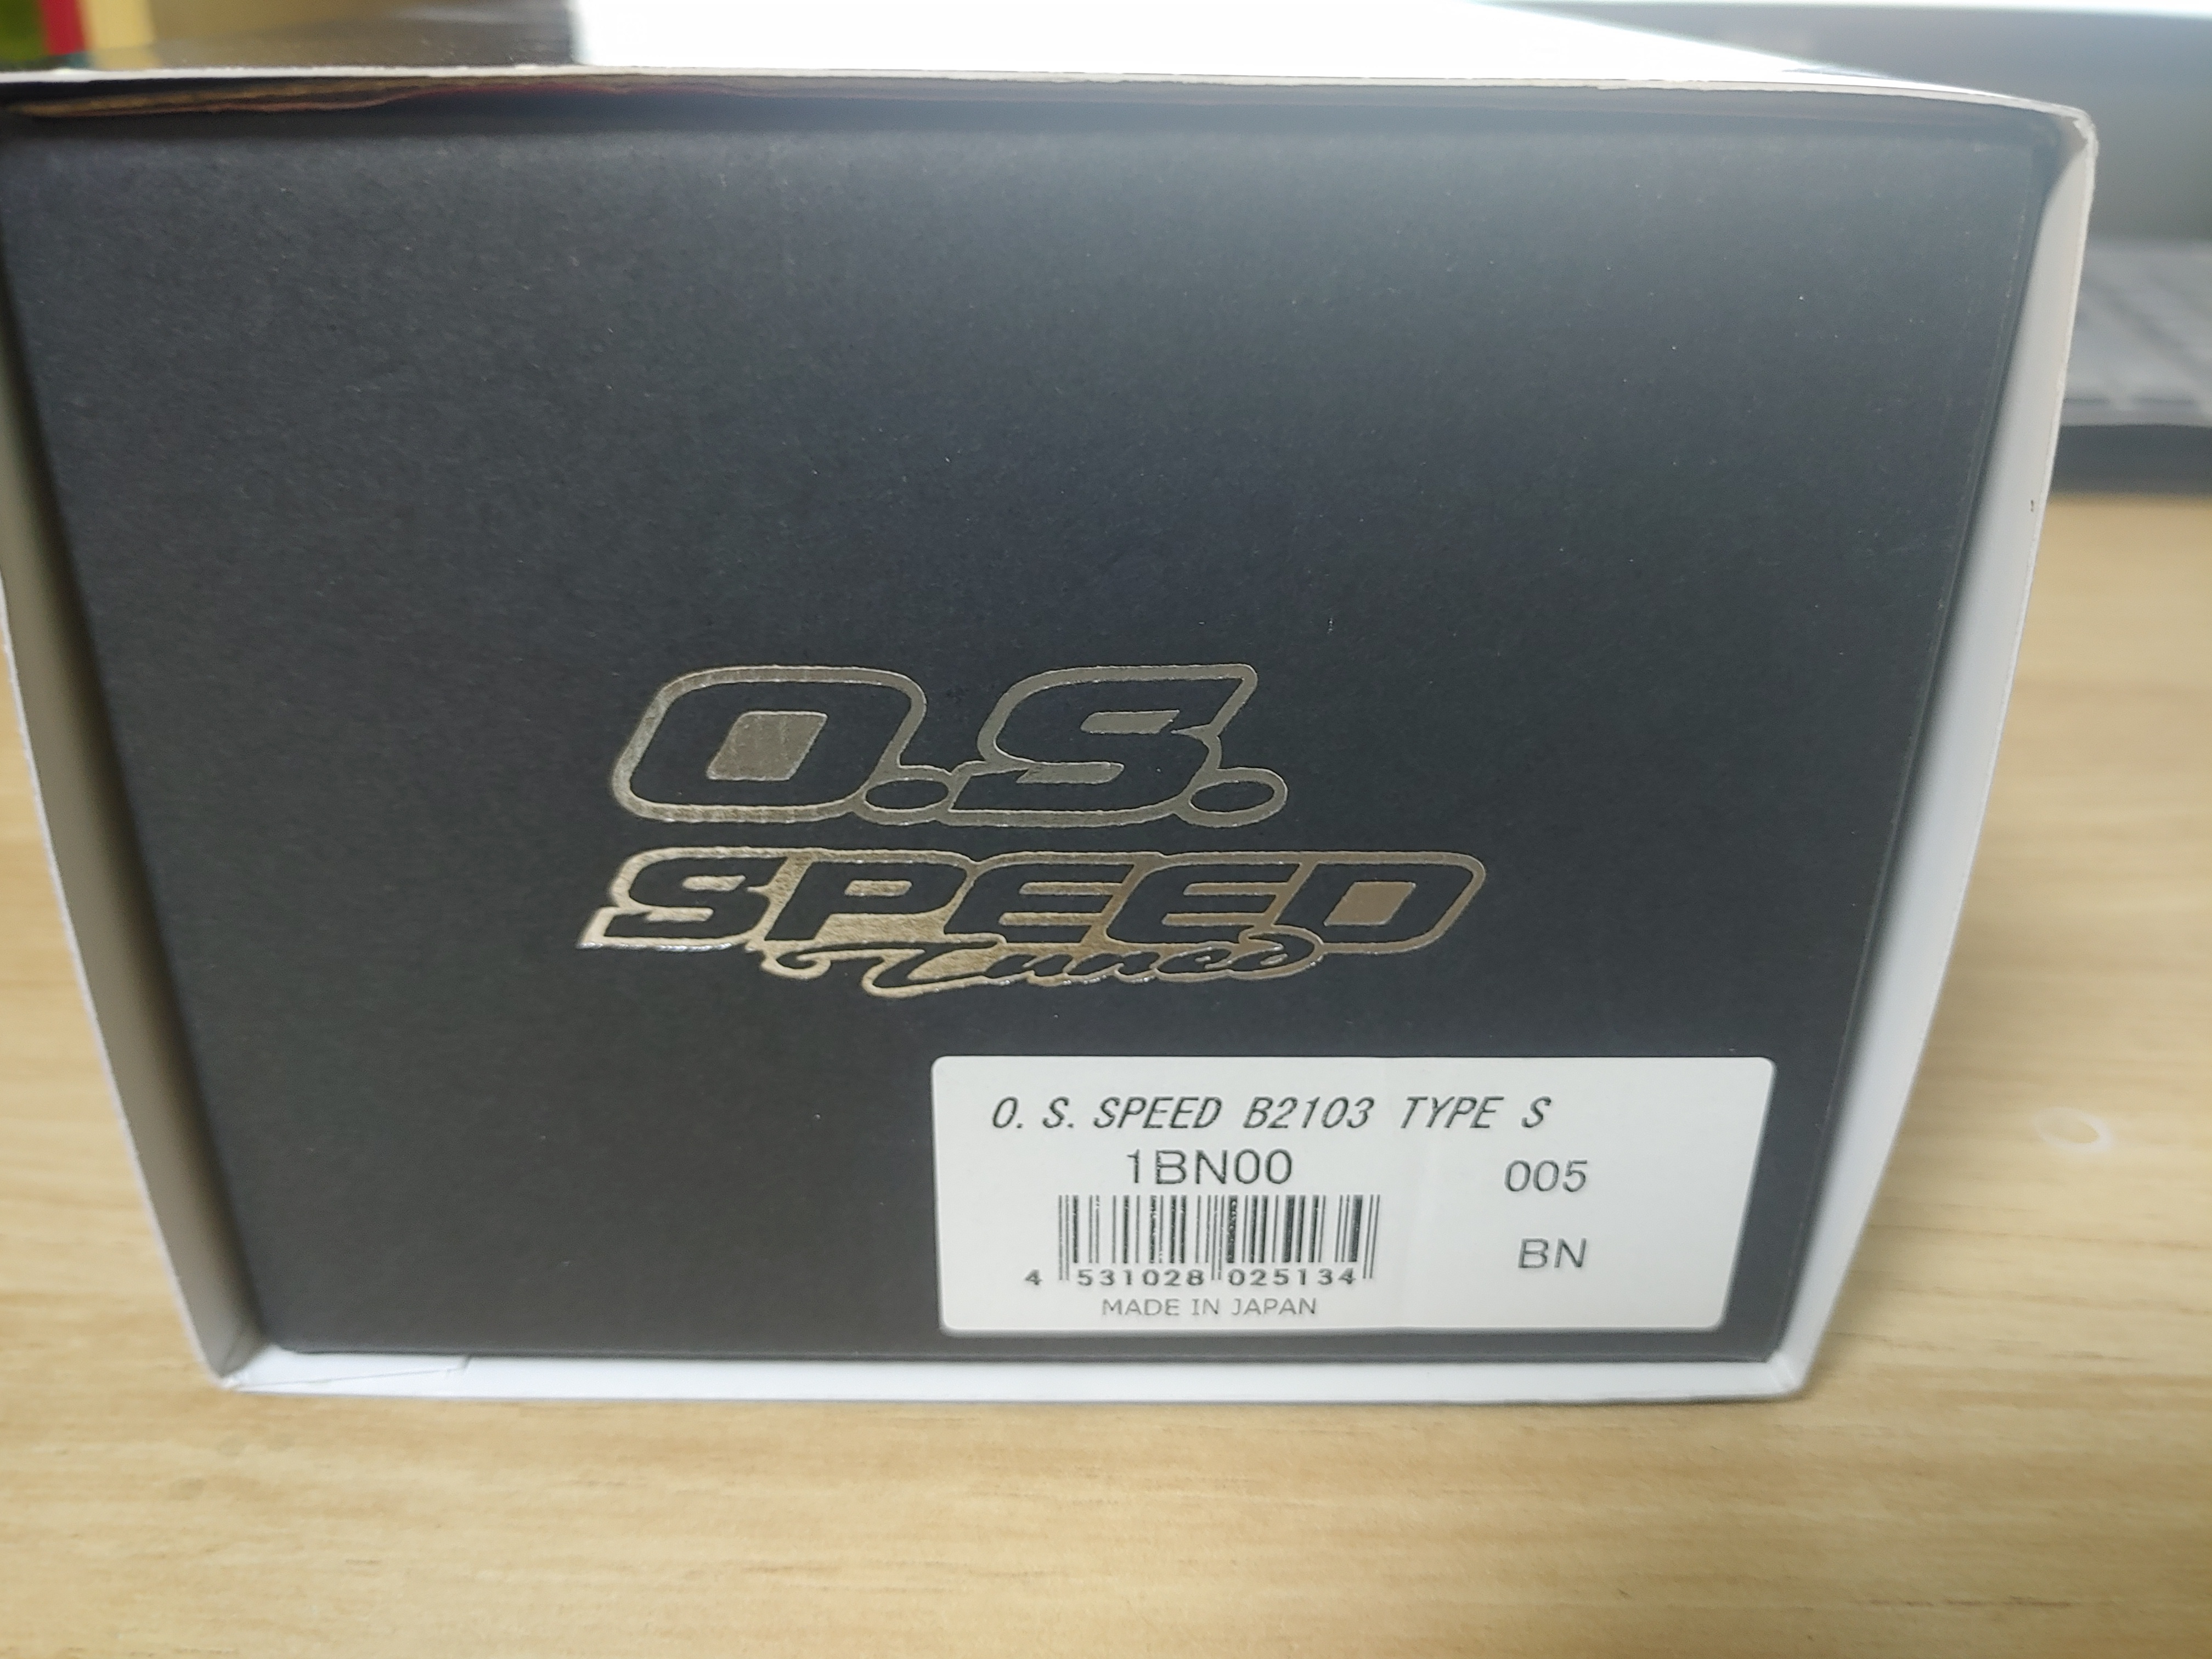 O.S.
SPEED
Tuned
O.S.SPEED B2103 TYPE S
1BN00 005
BN
4 531028 025134
MADE IN JAPAN